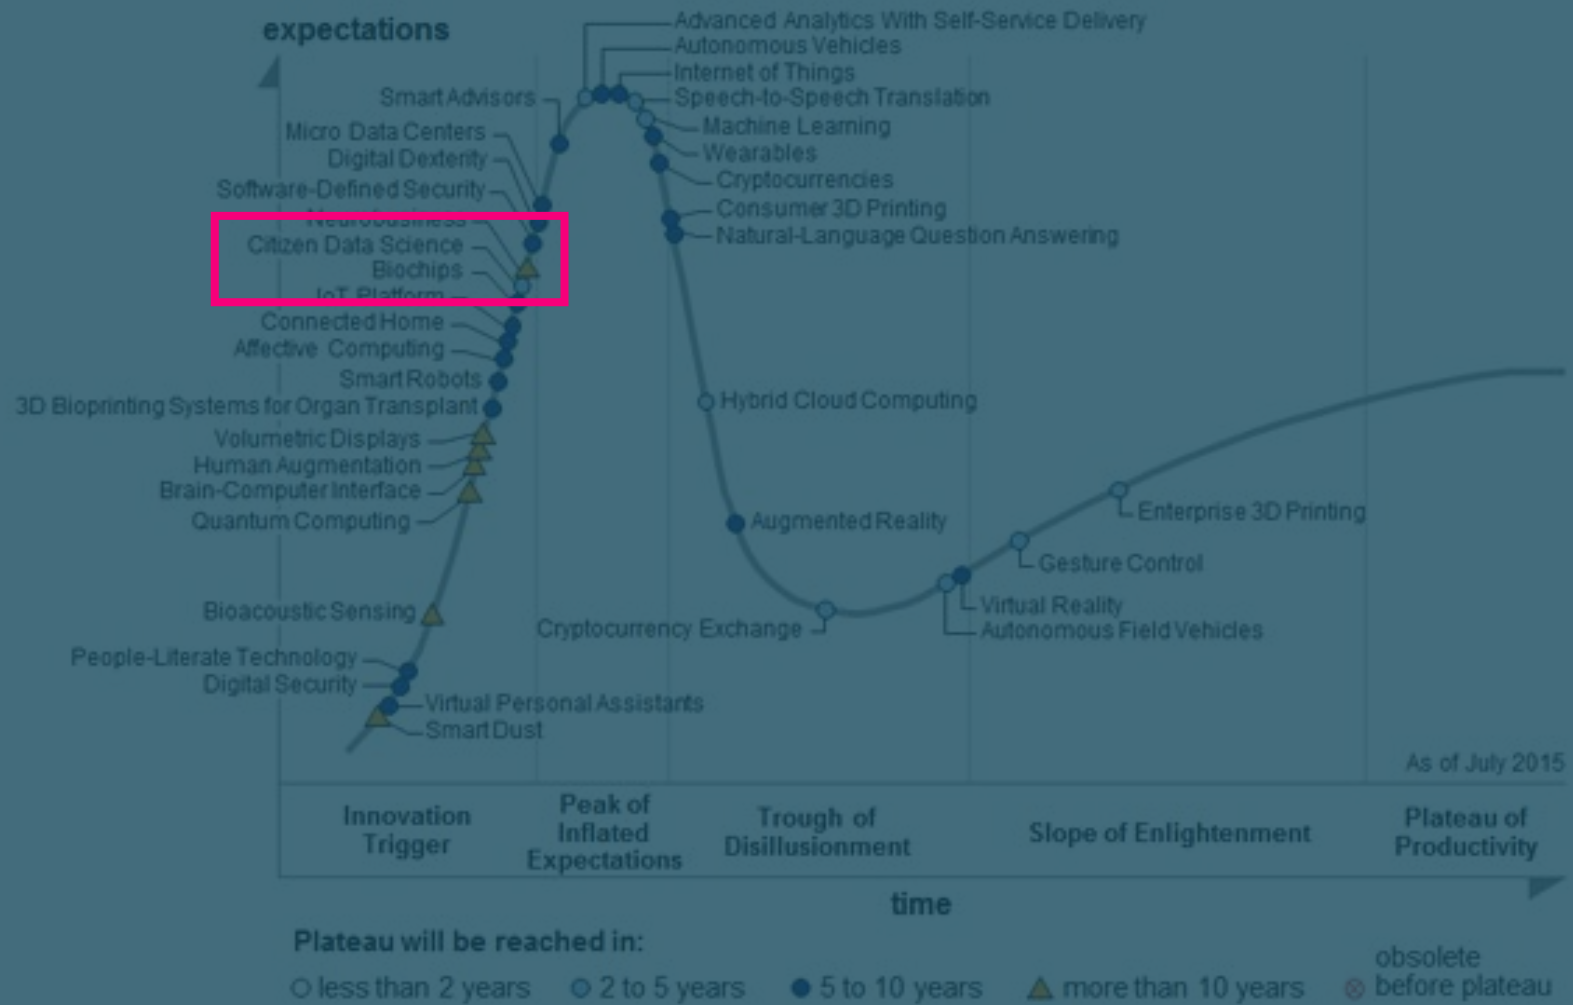 expectations
Advanced Analytics With Self-Service Delivery
Autonomous Vehicles
Internet of Things
Smart Advisors
Speech-to-Speech Translation
Micro Data Centers
Machine Learning
Digital Dexterity
Wearables
Software-Defined Security
Cryptocurrencies
Neurobusiness
Consumer 3D Printing
Citizen Data Science
Natural-Language Question Answering
Biochips
IoT Platform
Connected Home
Affective Computing
Smart Robots
3D Bioprinting Systems for Organ Transplant
Hybrid Cloud Computing
Volumetric Displays
Human Augmentation
Brain-Computer Interface
Quantum Computing
Augmented Reality
Enterprise 3D Printing
Gesture Control
Bioacoustic Sensing
Virtual Reality
Cryptocurrency Exchange
Autonomous Field Vehicles
People-Literate Technology
Digital Security
Virtual Personal Assistants
Smart Dust
As of July 2015
Innovation
Trigger
Peak of
Inflated
Expectations
Trough of
Disillusionment
Slope of Enlightenment
Plateau of
Productivity
time
Plateau will be reached in:
less than 2 years
2 to 5 years
5 to 10 years
more than 10 years
obsolete
before plateau